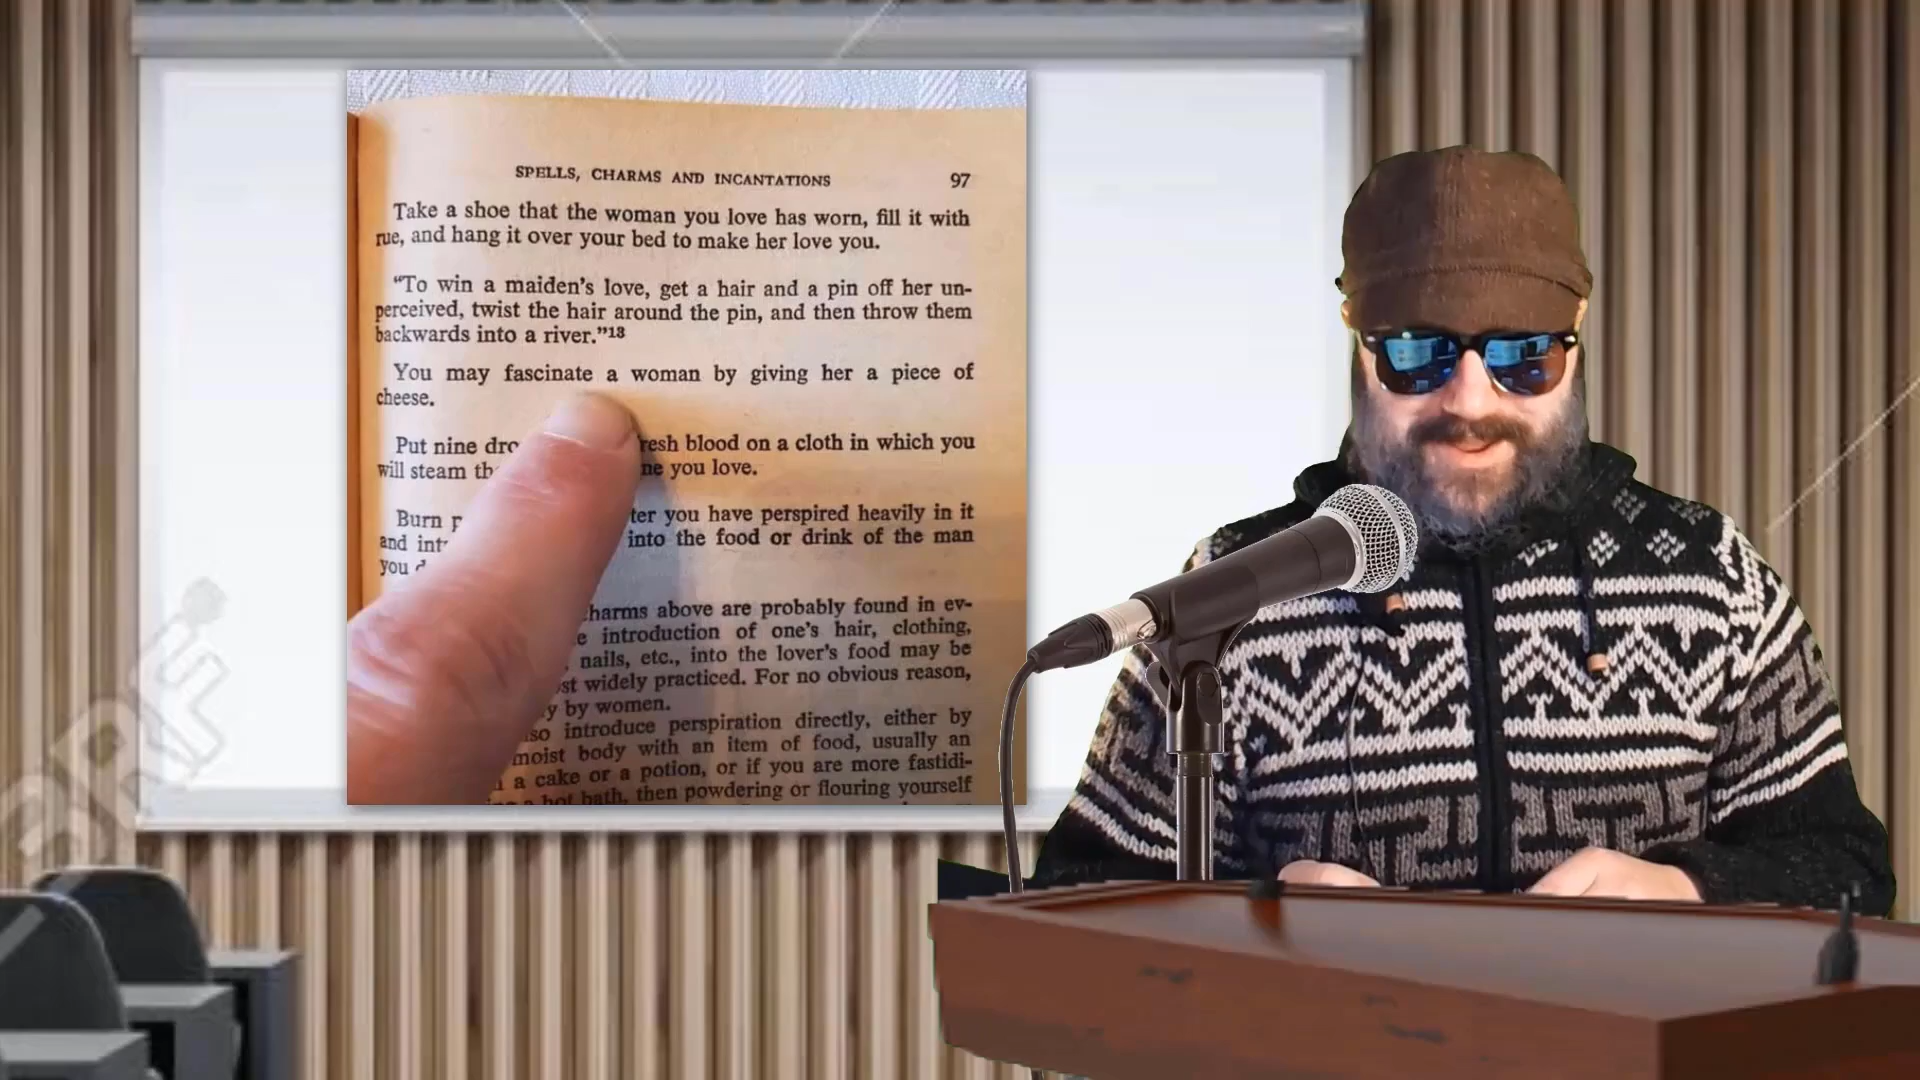 SPELLS, CHARMS AND INCANTATIONS 97
Take a shoe that the woman you love has worn, fill it with
rue, and hang it over your bed to make her love you.
“To win a maiden’s love, get a hair and a pin off her un-
perceived, twist the hair around the pin, and then throw them
backwards into a river.”13
You may fascinate a woman by giving her a piece of
cheese.
Put nine resh blood on a cloth in which you
will steam you love.
Burn you have perspired heavily in it
and into the food or drink of the man
you
charms above are probably found in ev-
introduction of one’s hair, clothing,
nails, etc., into the lover’s food may be
widely practiced. For no obvious reason,
by women.
introduce perspiration directly, either by
moist body with an item of food, usually an
a cake or a potion, or if you are more fastidi-
a hot bath, then powdering or flouring yourself